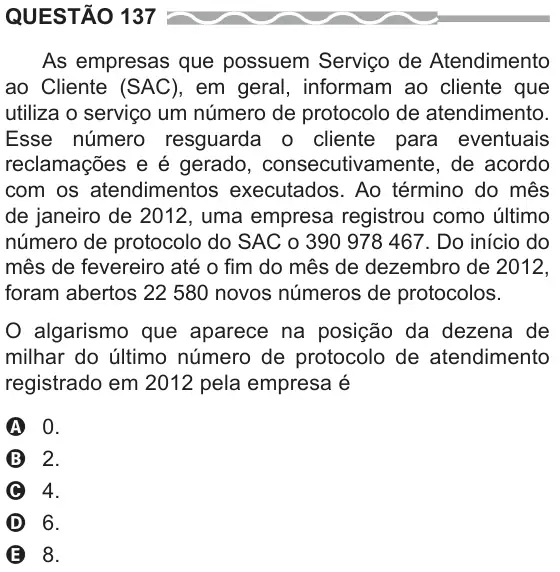 QUESTÃO 137
As empresas que possuem Serviço de Atendimento
ao Cliente (SAC), em geral, informam ao cliente que
utiliza o serviço um número de protocolo de atendimento.
Esse número resguarda o cliente para eventuais
reclamações e é gerado, consecutivamente, de acordo
com os atendimentos executados. Ao término do mês
de janeiro de 2012, uma empresa registrou como último
número de protocolo do SAC o 390 978 467. Do início do
mês de fevereiro até o fim do mês de dezembro de 2012,
foram abertos 22 580 novos números de protocolos.
O algarismo que aparece na posição da dezena de
milhar do último número de protocolo de atendimento
registrado em 2012 pela empresa é
A 0.
B 2.
C 4.
D 6.
E 8.